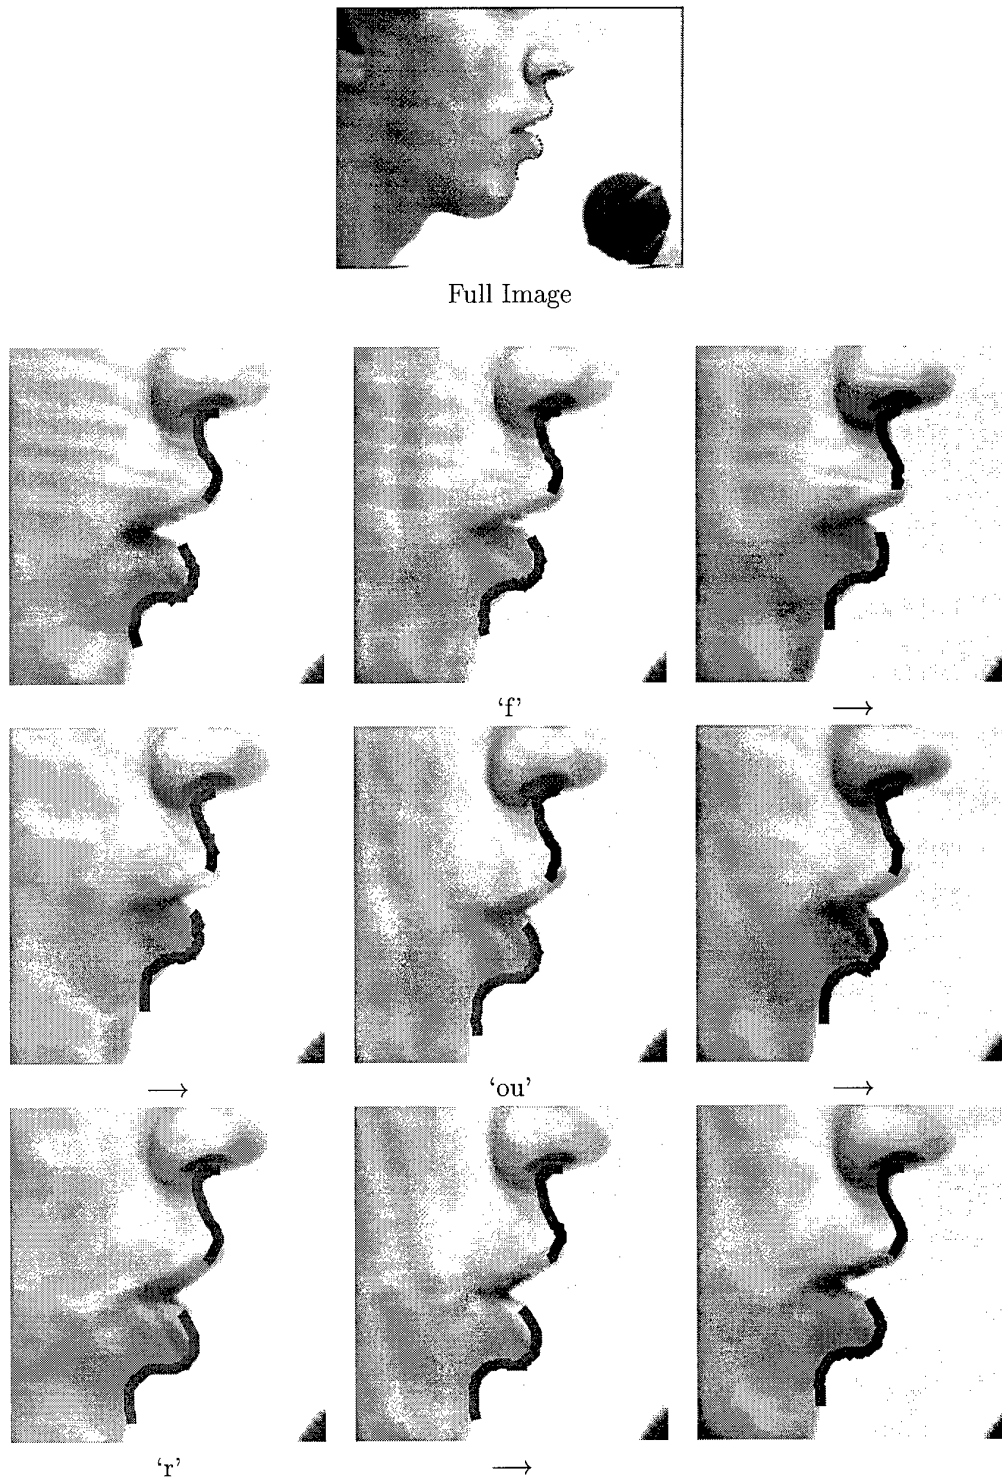 Full Image
‘f’ →
→ ‘ou’ →
‘r’ →